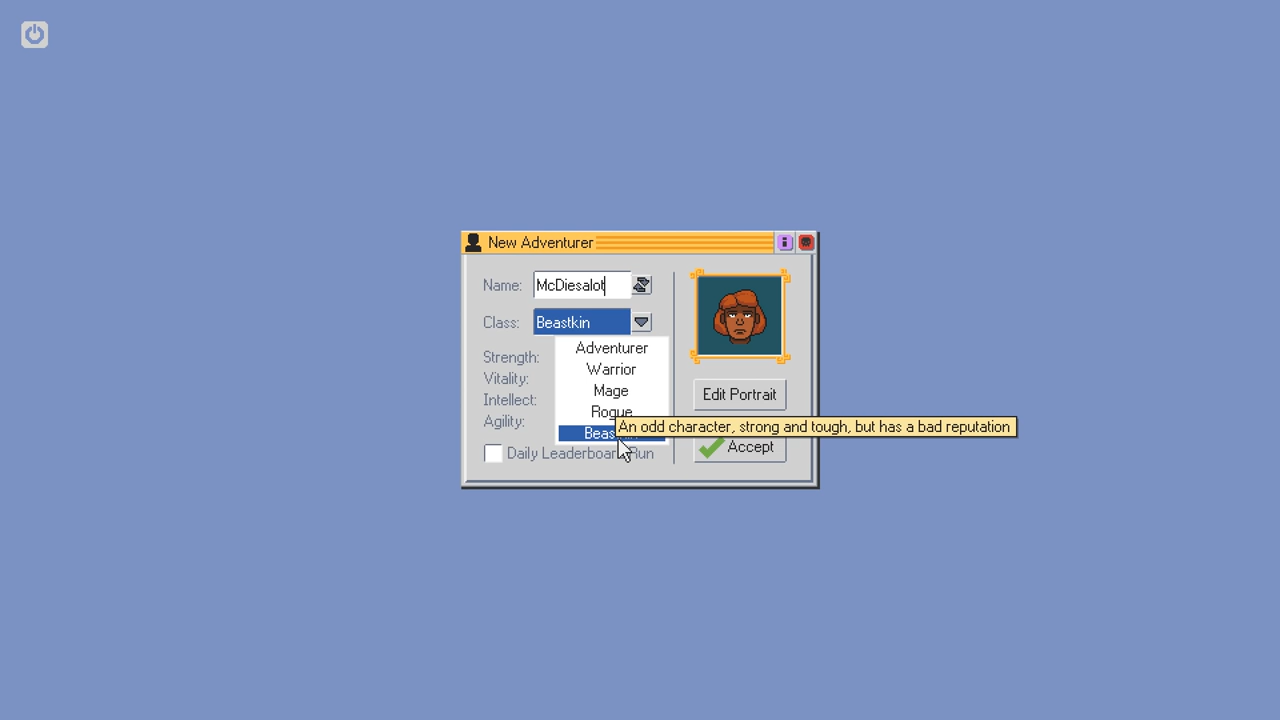 New Adventurer
Name: McDiesalot
Class: Beastkin
Adventurer
Strength:
Warrior
Vitality:
Mage
Intellect:
Edit Portrait
Rogue
Agility:
An odd character, strong and tough, but has a bad reputation
Accept
Daily Leaderboard Run